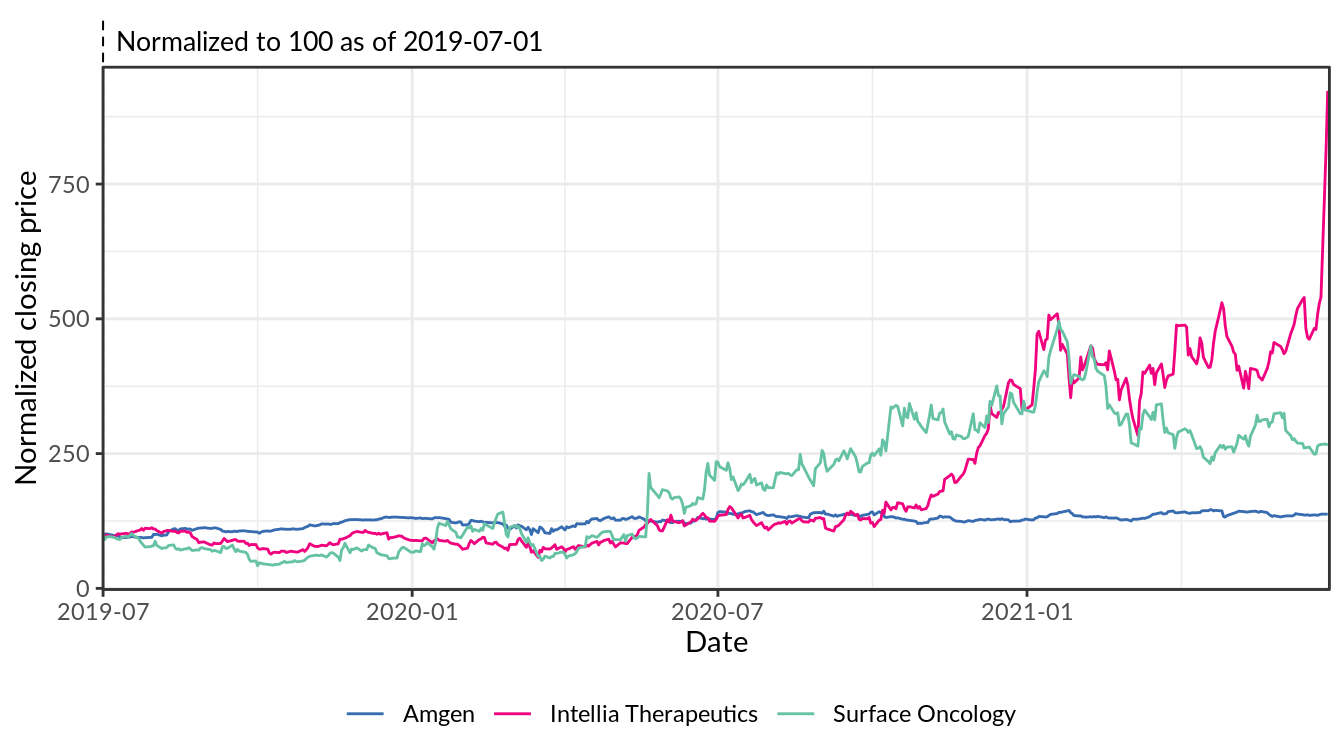 Normalized to 100 as of 2019-07-01
Normalized closing price
750
500
250
0
2019-07 2020-01 2020-07 2021-01
Date
Amgen Intellia Therapeutics Surface Oncology